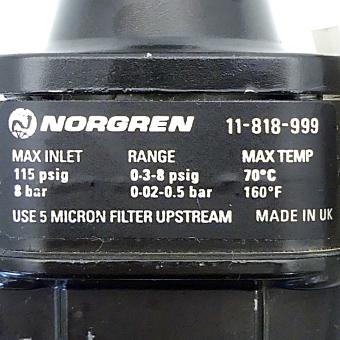 NORGREN 11-818-999
MAX INLET RANGE MAX TEMP
115 psig 0-3-8 psig 70°C
8 bar 0-02-0.5 bar 160°F
USE 5 MICRON FILTER UPSTREAM MADE IN UK